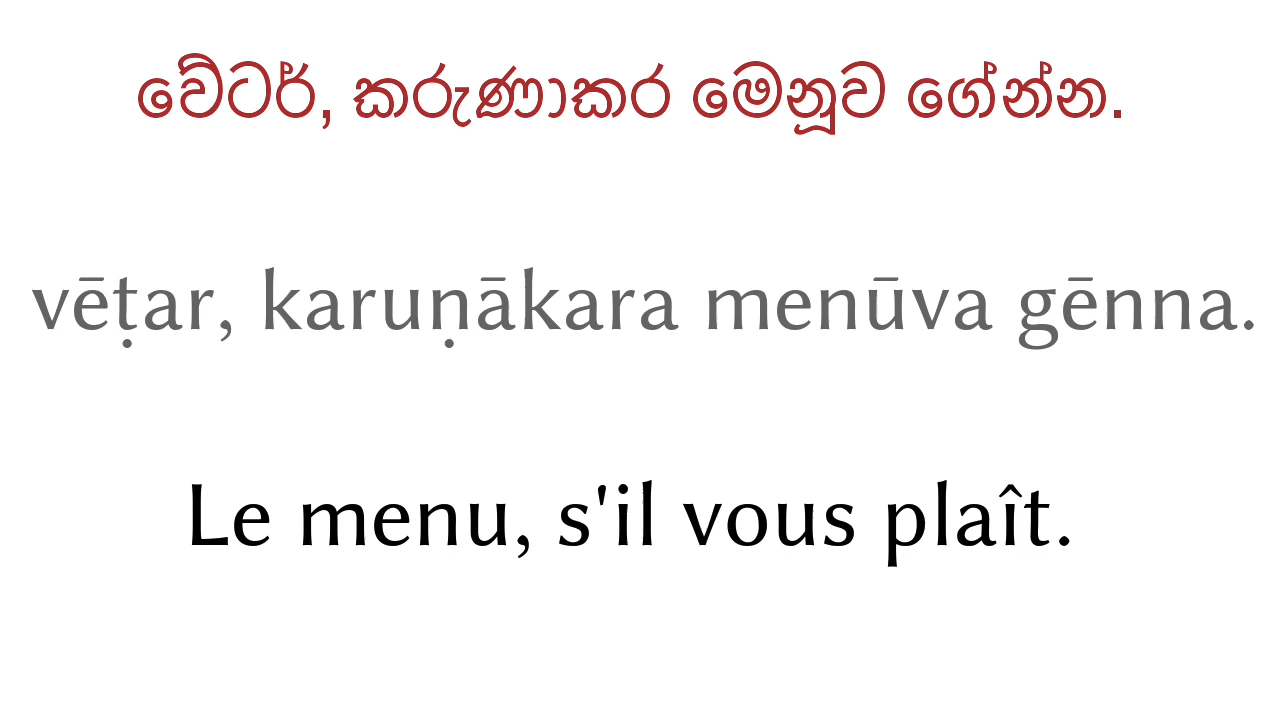 වේටර්, කරුණාකර මෙනූව ගේන්න.
vēṭar, karuṇākara menūva gēnna.
Le menu, s'il vous plaît.